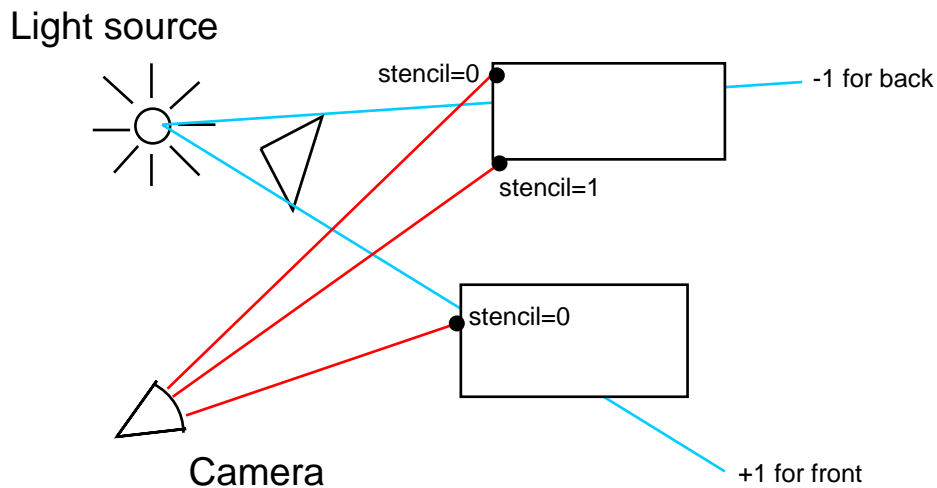 Light source
stencil=0
-1 for back
stencil=1
stencil=0
+1 for front
Camera